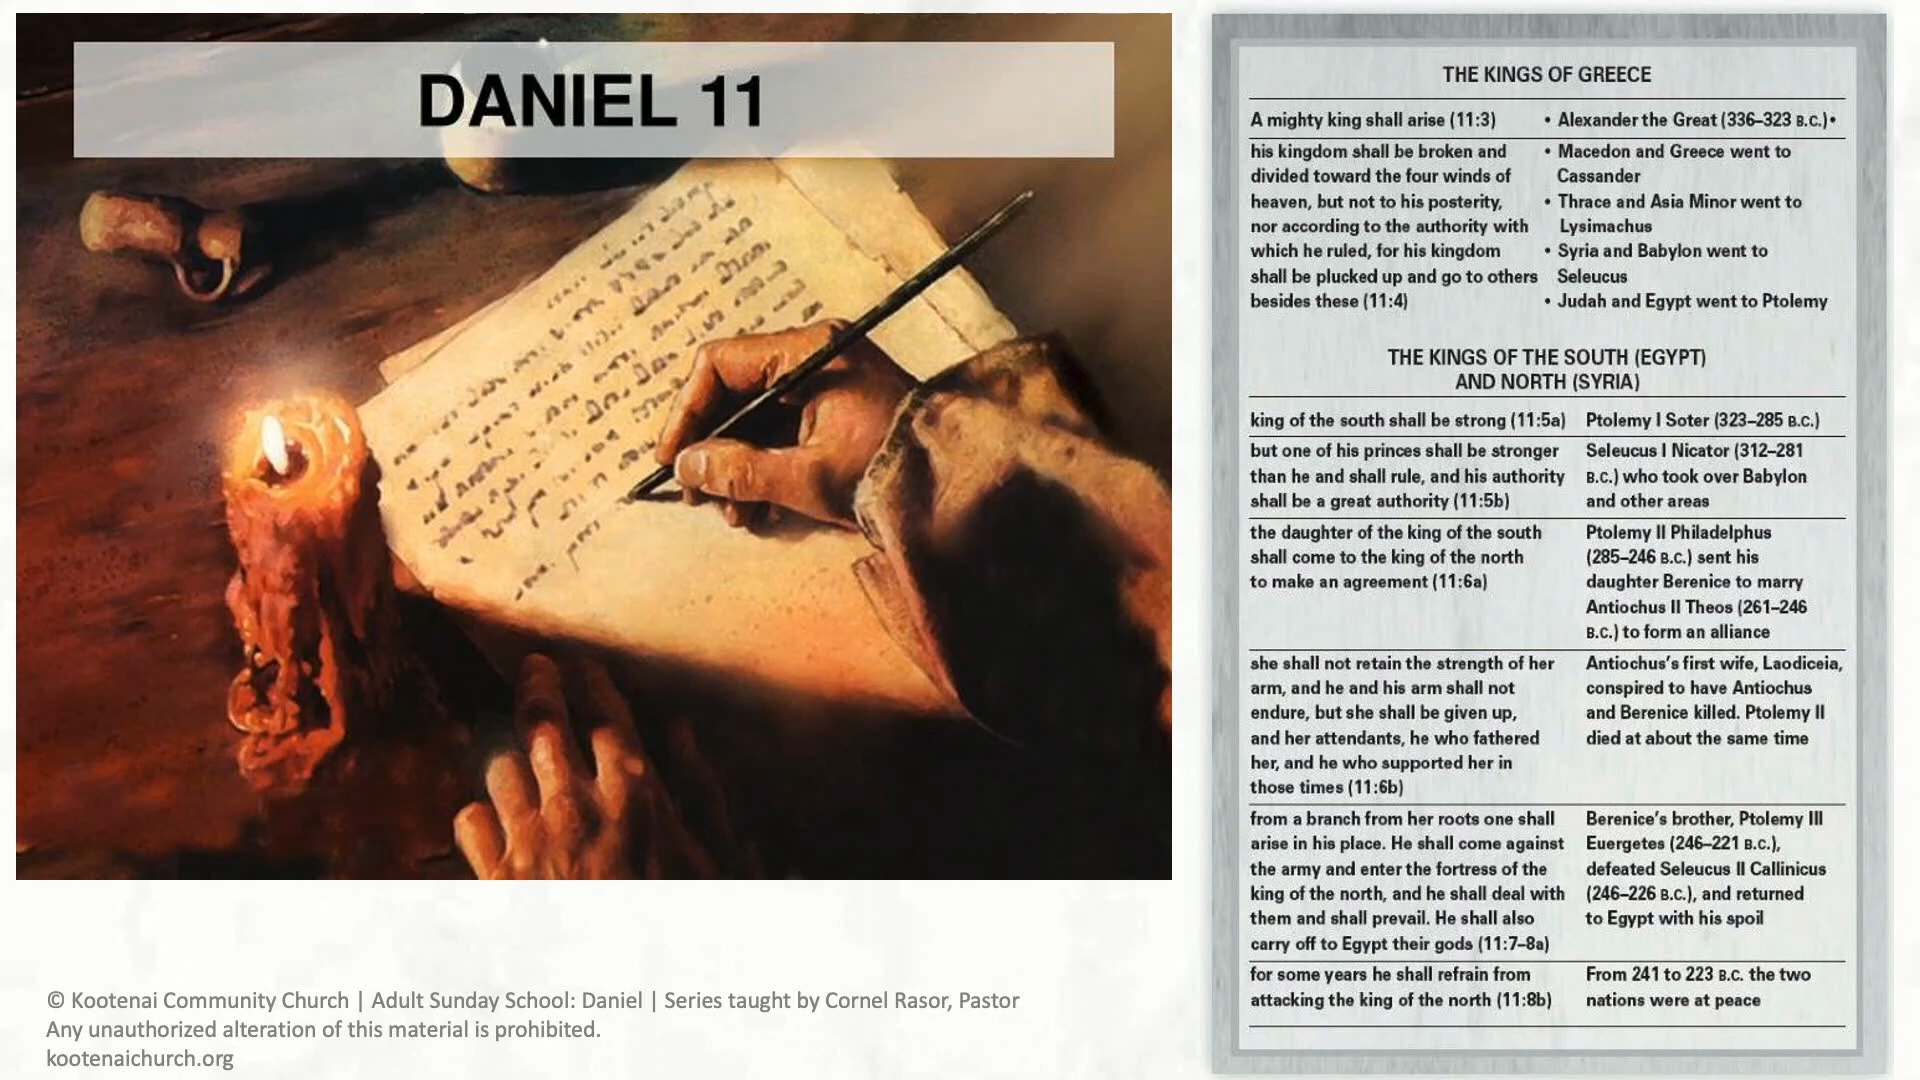 DANIEL 11
THE KINGS OF GREECE
A mighty king shall arise (11:3)
• Alexander the Great (336–323 B.C.)•
his kingdom shall be broken and
divided toward the four winds of
heaven, but not to his posterity,
nor according to the authority with
which he ruled, for his kingdom
shall be plucked up and go to others
besides these (11:4)
• Macedon and Greece went to
Cassander
• Thrace and Asia Minor went to
Lysimachus
• Syria and Babylon went to
Seleucus
• Judah and Egypt went to Ptolemy
THE KINGS OF THE SOUTH (EGYPT)
AND NORTH (SYRIA)
king of the south shall be strong (11:5a)
Ptolemy I Soter (323–285 B.C.)
but one of his princes shall be stronger
than he and shall rule, and his authority
shall be a great authority (11:5b)
Seleucus I Nicator (312–281
B.C.) who took over Babylon
and other areas
the daughter of the king of the south
shall come to the king of the north
to make an agreement (11:6a)
Ptolemy II Philadelphus
(285–246 B.C.) sent his
daughter Berenice to marry
Antiochus II Theos (261–246
B.C.) to form an alliance
she shall not retain the strength of her
arm, and he and his arm shall not
endure, but she shall be given up,
and her attendants, he who fathered
her, and he who supported her in
those times (11:6b)
Antiochus's first wife, Laodiceia,
conspired to have Antiochus
and Berenice killed. Ptolemy II
died at about the same time
from a branch from her roots one shall
arise in his place. He shall come against
the army and enter the fortress of the
king of the north, and he shall deal with
them and shall prevail. He shall also
carry off to Egypt their gods (11:7–8a)
Berenice's brother, Ptolemy III
Euergetes (246–221 B.C.),
defeated Seleucus II Callinicus
(246–226 B.C.), and returned
to Egypt with his spoil
for some years he shall refrain from
attacking the king of the north (11:8b)
From 241 to 223 B.C. the two
nations were at peace
© Kootenai Community Church | Adult Sunday School: Daniel | Series taught by Cornel Rasor, Pastor
Any unauthorized alteration of this material is prohibited.
kootenaichurch.org